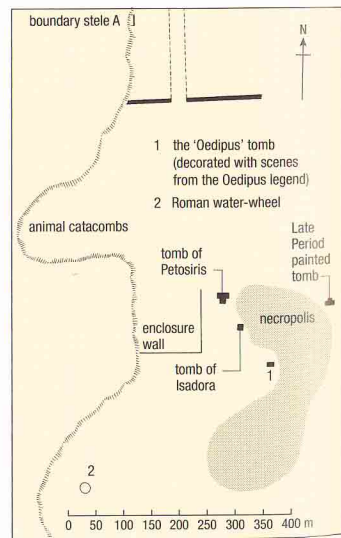 boundary stele A
N
1 the 'Oedipus' tomb
(decorated with scenes
from the Oedipus legend)
2 Roman water-wheel
animal catacombs
Late
Period
painted
tomb
tomb of
Petosiris
necropolis
enclosure
wall
tomb of
Isadora
1
2
0 50 100 150 200 250 300 350 400 m